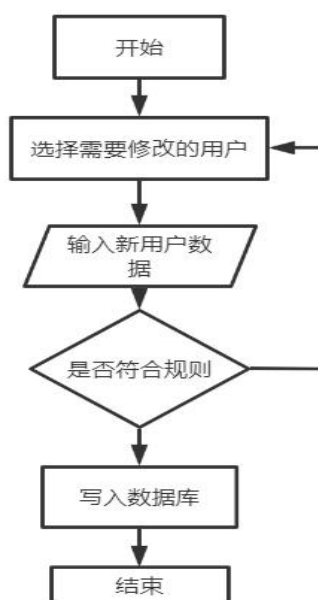 开始
选择需要修改的用户
输入新用户数
据
是否符合规则
写入数据库
结束